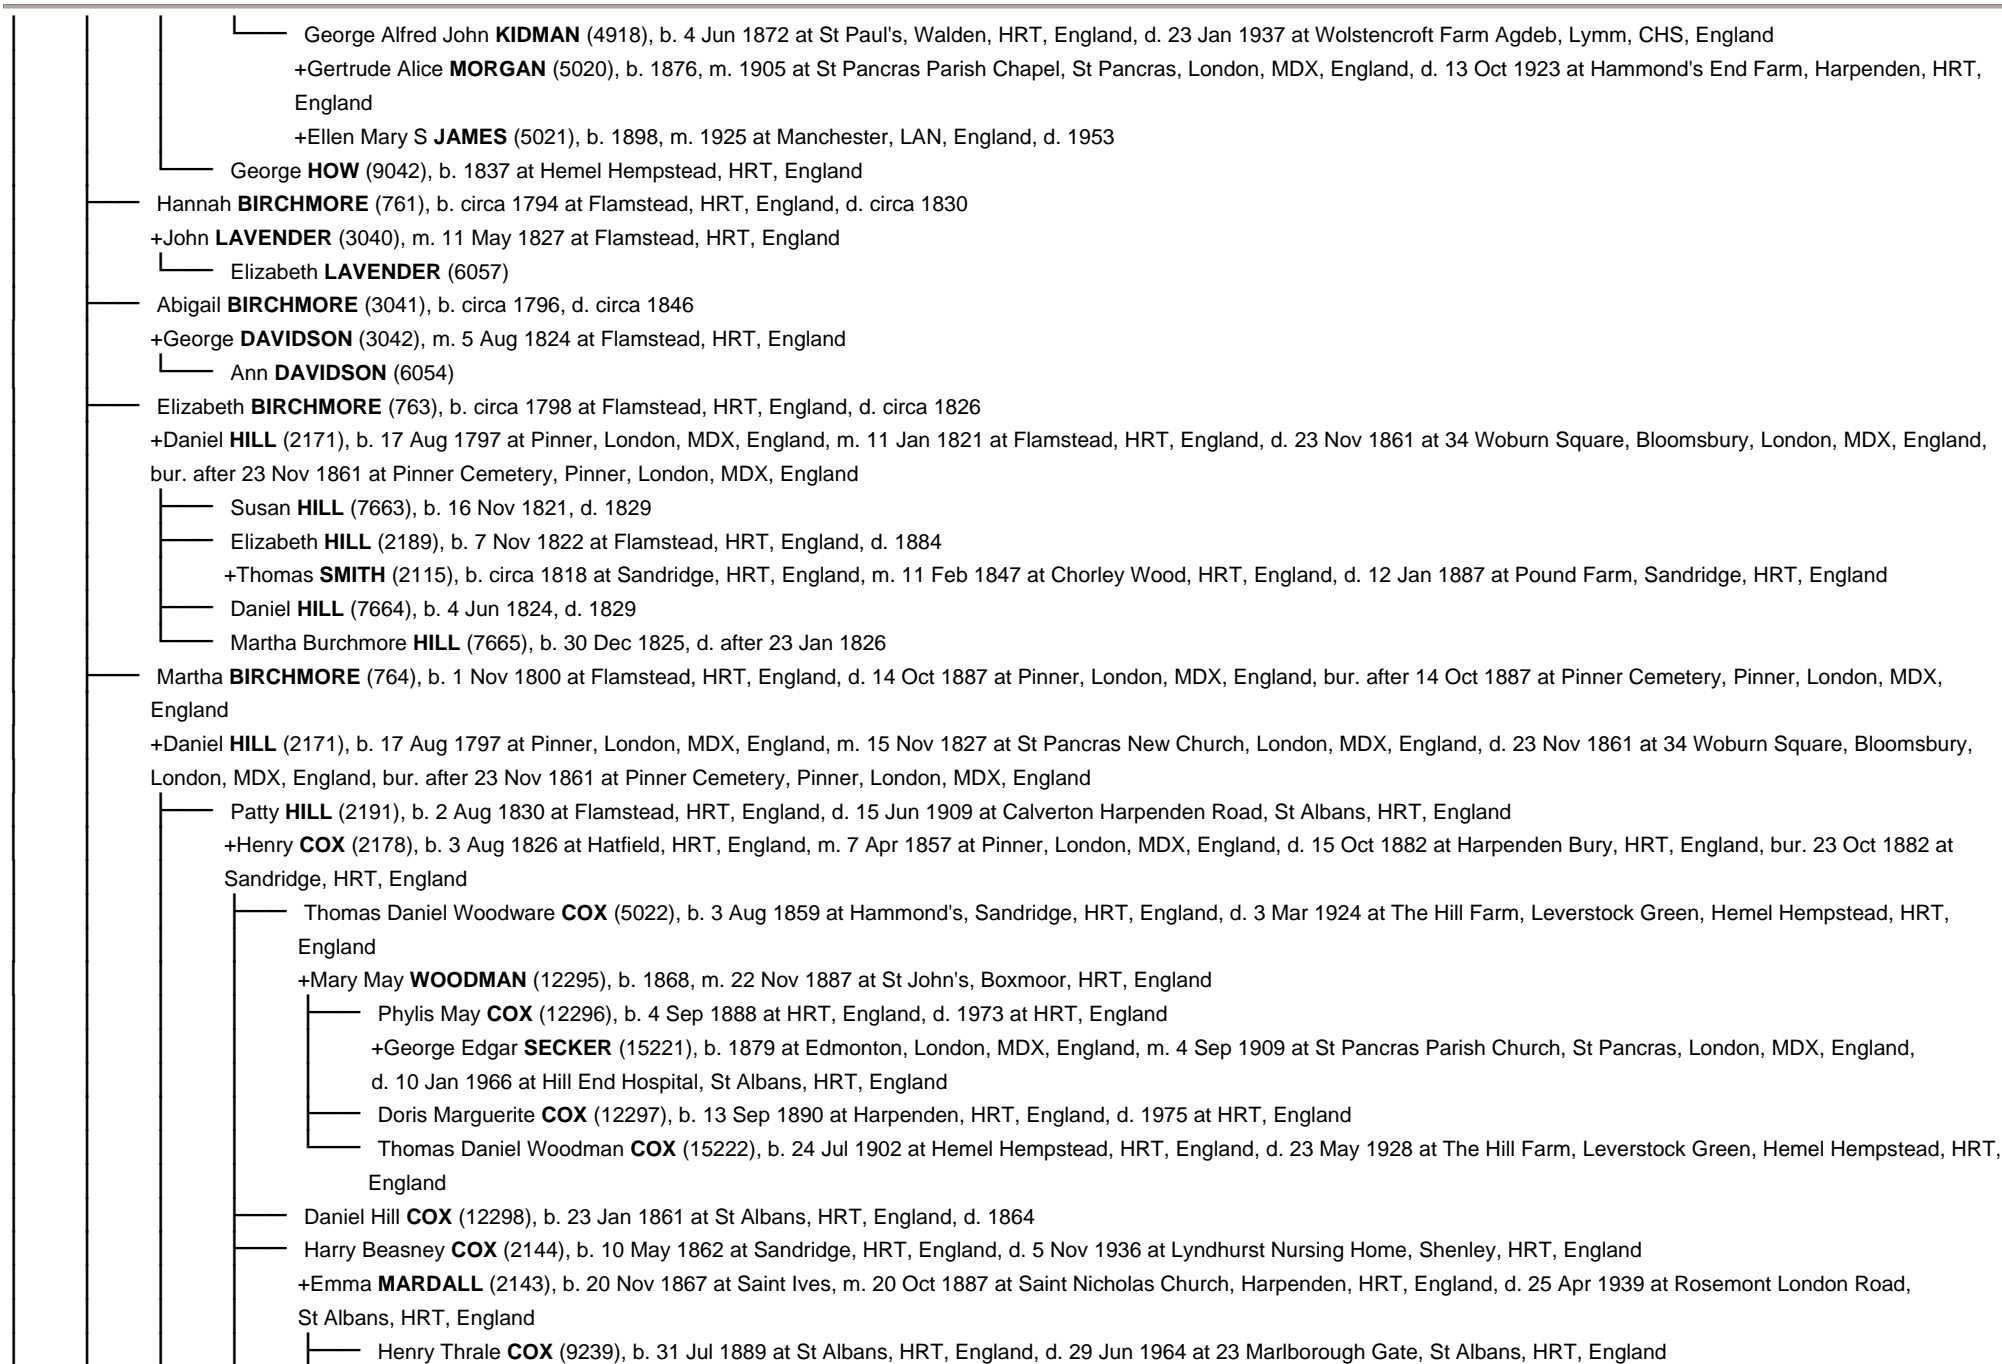 George Alfred John KIDMAN (4918), b. 4 Jun 1872 at St Paul's, Walden, HRT, England, d. 23 Jan 1937 at Wolstencroft Farm Agdeb, Lymm, CHS, England
+Gertrude Alice MORGAN (5020), b. 1876, m. 1905 at St Pancras Parish Chapel, St Pancras, London, MDX, England, d. 13 Oct 1923 at Hammond's End Farm, Harpenden, HRT,
England
+Ellen Mary S JAMES (5021), b. 1898, m. 1925 at Manchester, LAN, England, d. 1953
George HOW (9042), b. 1837 at Hemel Hempstead, HRT, England
Hannah BIRCHMORE (761), b. circa 1794 at Flamstead, HRT, England, d. circa 1830
+John LAVENDER (3040), m. 11 May 1827 at Flamstead, HRT, England
Elizabeth LAVENDER (6057)
Abigail BIRCHMORE (3041), b. circa 1796, d. circa 1846
+George DAVIDSON (3042), m. 5 Aug 1824 at Flamstead, HRT, England
Ann DAVIDSON (6054)
Elizabeth BIRCHMORE (763), b. circa 1798 at Flamstead, HRT, England, d. circa 1826
+Daniel HILL (2171), b. 17 Aug 1797 at Pinner, London, MDX, England, m. 11 Jan 1821 at Flamstead, HRT, England, d. 23 Nov 1861 at 34 Woburn Square, Bloomsbury, London, MDX, England,
bur. after 23 Nov 1861 at Pinner Cemetery, Pinner, London, MDX, England
Susan HILL (7663), b. 16 Nov 1821, d. 1829
Elizabeth HILL (2189), b. 7 Nov 1822 at Flamstead, HRT, England, d. 1884
+Thomas SMITH (2115), b. circa 1818 at Sandridge, HRT, England, m. 11 Feb 1847 at Chorley Wood, HRT, England, d. 12 Jan 1887 at Pound Farm, Sandridge, HRT, England
Daniel HILL (7664), b. 4 Jun 1824, d. 1829
Martha Burchmore HILL (7665), b. 30 Dec 1825, d. after 23 Jan 1826
Martha BIRCHMORE (764), b. 1 Nov 1800 at Flamstead, HRT, England, d. 14 Oct 1887 at Pinner, London, MDX, England, bur. after 14 Oct 1887 at Pinner Cemetery, Pinner, London, MDX,
England
+Daniel HILL (2171), b. 17 Aug 1797 at Pinner, London, MDX, England, m. 15 Nov 1827 at St Pancras New Church, London, MDX, England, d. 23 Nov 1861 at 34 Woburn Square, Bloomsbury,
London, MDX, England, bur. after 23 Nov 1861 at Pinner Cemetery, Pinner, London, MDX, England
Patty HILL (2191), b. 2 Aug 1830 at Flamstead, HRT, England, d. 15 Jun 1909 at Calverton Harpenden Road, St Albans, HRT, England
+Henry COX (2178), b. 3 Aug 1826 at Hatfield, HRT, England, m. 7 Apr 1857 at Pinner, London, MDX, England, d. 15 Oct 1882 at Harpenden Bury, HRT, England, bur. 23 Oct 1882 at
Sandridge, HRT, England
Thomas Daniel Woodware COX (5022), b. 3 Aug 1859 at Hammond's, Sandridge, HRT, England, d. 3 Mar 1924 at The Hill Farm, Leverstock Green, Hemel Hempstead, HRT,
England
+Mary May WOODMAN (12295), b. 1868, m. 22 Nov 1887 at St John's, Boxmoor, HRT, England
Phylis May COX (12296), b. 4 Sep 1888 at HRT, England, d. 1973 at HRT, England
+George Edgar SECKER (15221), b. 1879 at Edmonton, London, MDX, England, m. 4 Sep 1909 at St Pancras Parish Church, St Pancras, London, MDX, England,
d. 10 Jan 1966 at Hill End Hospital, St Albans, HRT, England
Doris Marguerite COX (12297), b. 13 Sep 1890 at Harpenden, HRT, England, d. 1975 at HRT, England
Thomas Daniel Woodman COX (15222), b. 24 Jul 1902 at Hemel Hempstead, HRT, England, d. 23 May 1928 at The Hill Farm, Leverstock Green, Hemel Hempstead, HRT,
England
Daniel Hill COX (12298), b. 23 Jan 1861 at St Albans, HRT, England, d. 1864
Harry Beasney COX (2144), b. 10 May 1862 at Sandridge, HRT, England, d. 5 Nov 1936 at Lyndhurst Nursing Home, Shenley, HRT, England
+Emma MARDALL (2143), b. 20 Nov 1867 at Saint Ives, m. 20 Oct 1887 at Saint Nicholas Church, Harpenden, HRT, England, d. 25 Apr 1939 at Rosemont London Road,
St Albans, HRT, England
Henry Thrale COX (9239), b. 31 Jul 1889 at St Albans, HRT, England, d. 29 Jun 1964 at 23 Marlborough Gate, St Albans, HRT, England